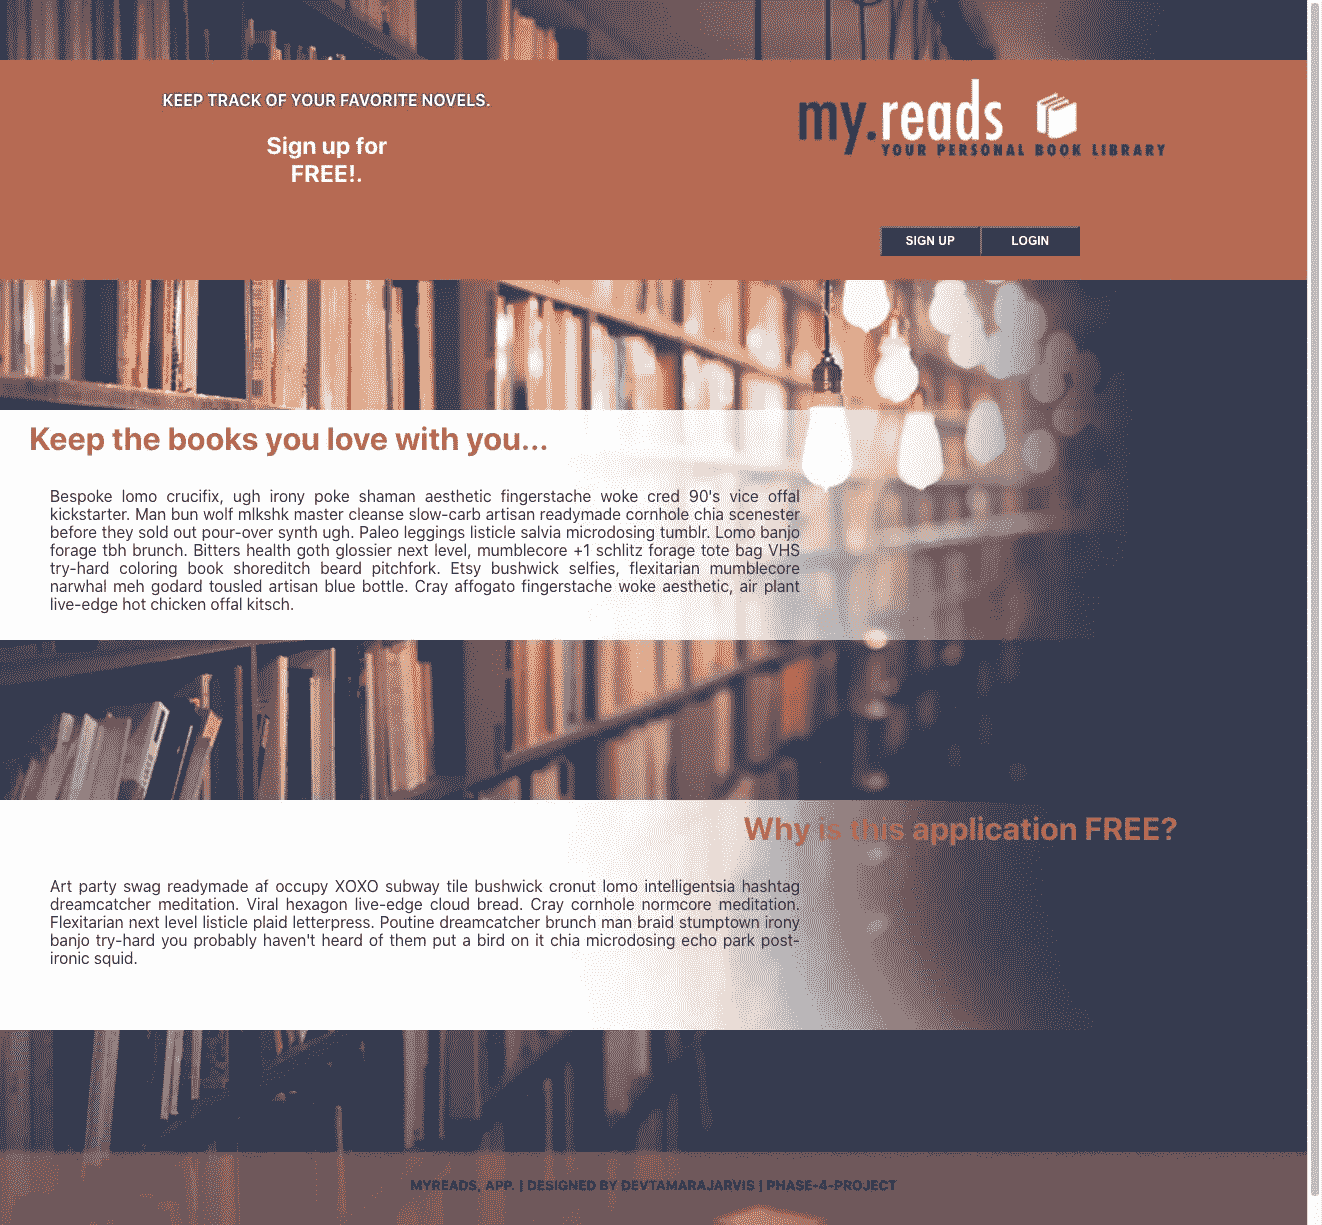 KEEP TRACK OF YOUR FAVORITE NOVELS.
Sign up for
FREE!.
my.reads
YOUR PERSONAL BOOK LIBRARY
SIGN UP
LOGIN
Keep the books you love with you...
Bespoke lomo crucifix, ugh irony poke shaman aesthetic fingerstache woke cred 90's vice offal
kickstarter. Man bun wolf mlkshk master cleanse slow-carb artisan readymade cornhole chia scenester
before they sold out pour-over synth ugh. Paleo leggings listicle salvia microdosing tumblr. Lomo banjo
forage tbh brunch. Bitters health goth glossier next level, mumblecore +1 schlitz forage tote bag VHS
try-hard coloring book shoreditch beard pitchfork. Etsy bushwick selfies, flexitarian mumblecore
narwhal meh godard tousled artisan blue bottle. Cray affogato fingerstache woke aesthetic, air plant
live-edge hot chicken offal kitsch.
Why is this application FREE?
Art party swag readymade af occupy XOXO subway tile bushwick cronut lomo intelligentsia hashtag
dreamcatcher meditation. Viral hexagon live-edge cloud bread. Cray cornhole normcore meditation.
Flexitarian next level listicle plaid letterpress. Poutine dreamcatcher brunch man braid stumptown irony
banjo try-hard you probably haven't heard of them put a bird on it chia microdosing echo park post-
ironic squid.
MYREADS, APP. | DESIGNED BY DEVTAMARAJARVIS | PHASE-4-PROJECT